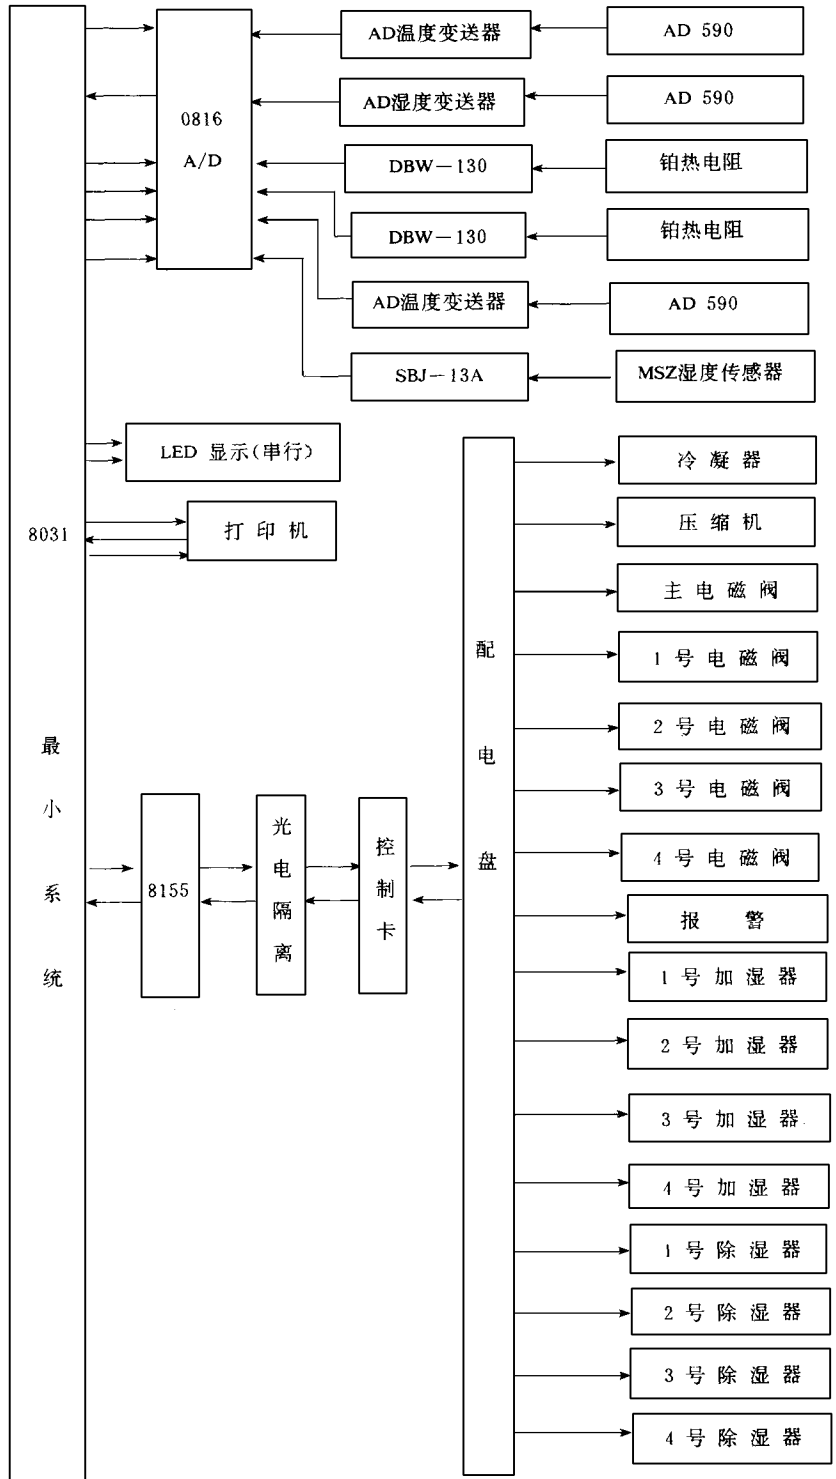 AD温度变送器
AD 590
AD湿度变送器
AD 590
0816
A/D
DBW-130
铂热电阻
DBW-130
铂热电阻
AD温度变送器
AD 590
SBJ-13A
MSZ湿度传感器
LED 显示(串行)
打印机
8031
最小系统
8155
光电隔离
控制卡
配电盘
冷凝器
压缩机
主电磁阀
1号电磁阀
2号电磁阀
3号电磁阀
4号电磁阀
报 警
1号加湿器
2号加湿器
3号加湿器
4号加湿器
1号除湿器
2号除湿器
3号除湿器
4号除湿器